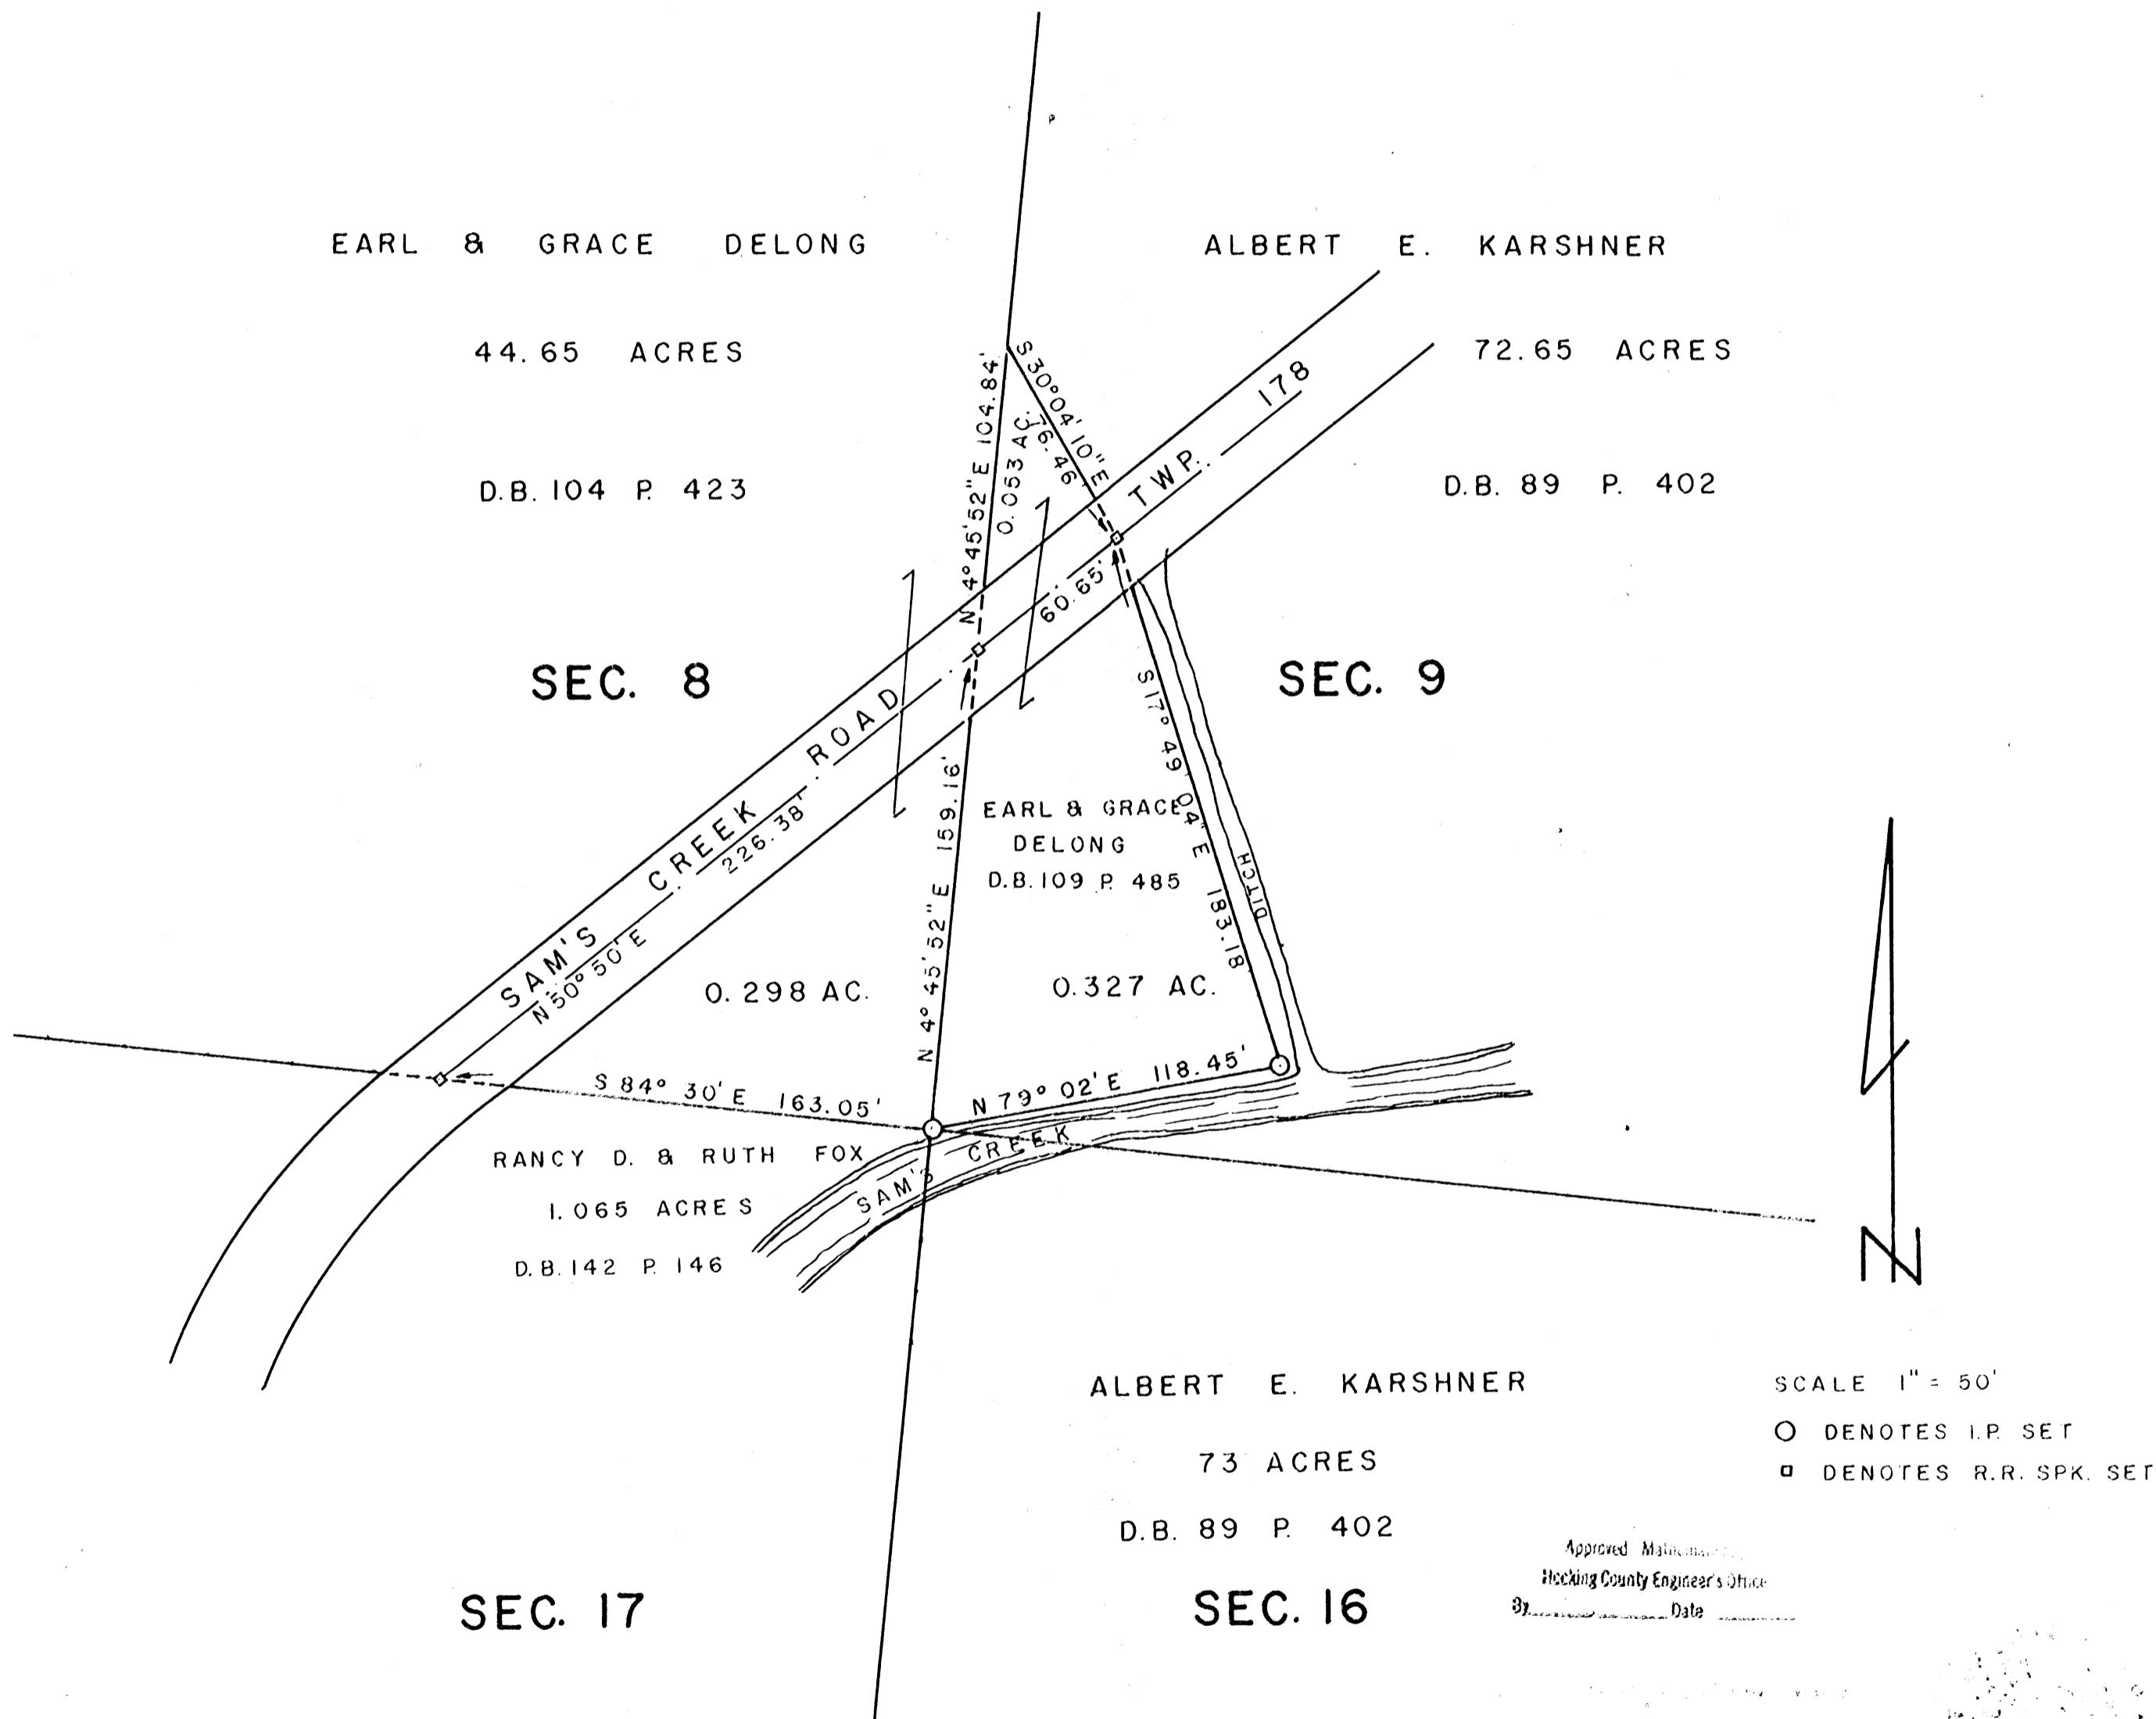 EARL & GRACE DELONG
44.65 ACRES
D.B. 104 P. 423
ALBERT E. KARSHNER
72.65 ACRES
D.B. 89 P. 402
S 30° 04' 10" E
76.46'
N 4° 45' 52" E 104.84'
0.053 AC.
TWP. 178
60.65'
SEC. 8
SEC. 9
SAM'S CREEK ROAD
N 50° 50' E 226.38'
N 4° 45' 52" E 159.16'
S 17° 49' 04" E 183.18'
DITCH
EARL & GRACE
DELONG
D.B. 109 P. 485
0.298 AC.
0.327 AC.
S 84° 30' E 163.05'
N 79° 02' E 118.45'
SAM'S CREEK
RANCY D. & RUTH FOX
1.065 ACRES
D.B. 142 P. 146
N
ALBERT E. KARSHNER
73 ACRES
D.B. 89 P. 402
SEC. 17
SEC. 16
SCALE 1" = 50'
DENOTES I.P. SET
DENOTES R.R. SPK. SET
Approved
Hocking County Engineer's Office
By Date